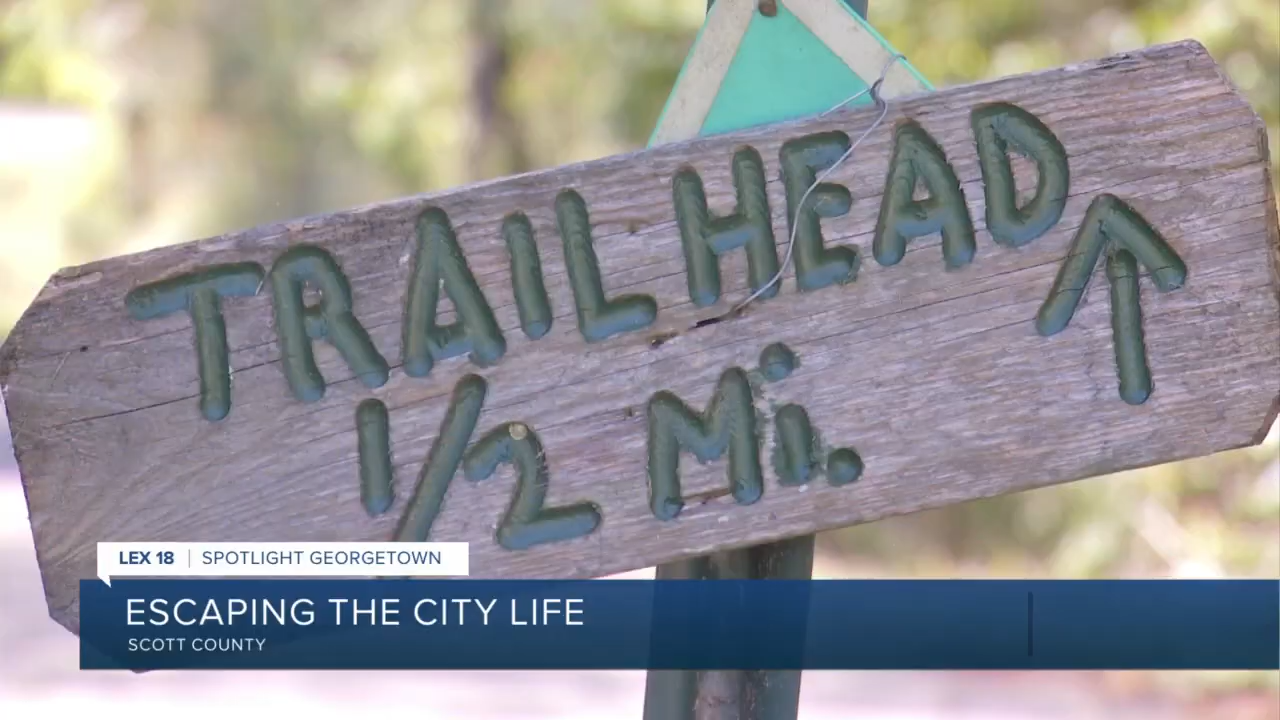 TRAILHEAD ↑
1/2 Mi.
LEX 18 | SPOTLIGHT GEORGETOWN
ESCAPING THE CITY LIFE
SCOTT COUNTY